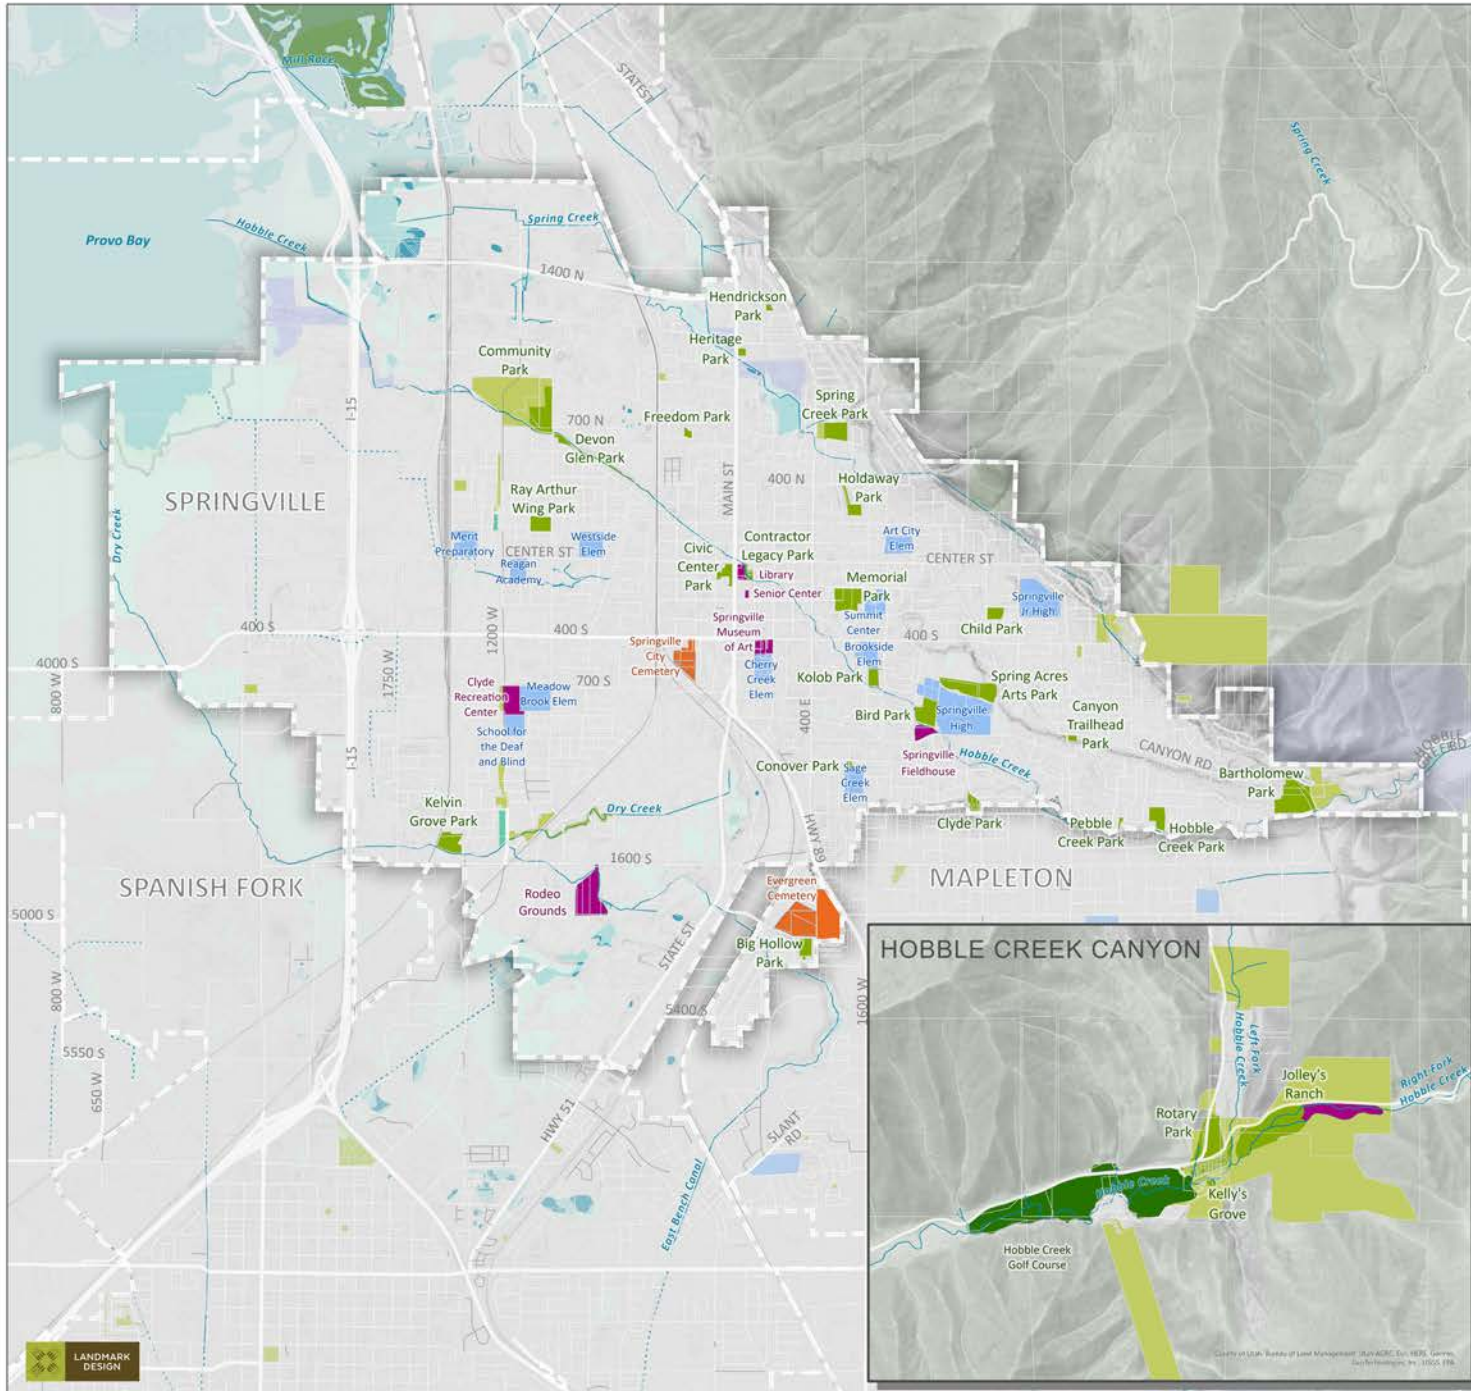 Mill Race
STATE ST
Spring Creek
Provo Bay
Hobble Creek
Spring Creek
1400 N
Hendrickson
Park
Heritage
Park
Community
Park
Spring
Creek Park
I-15
700 N
Freedom Park
Devon
Glen Park
MAIN ST
400 N
Holdaway
Park
Ray Arthur
Wing Park
SPRINGVILLE
Dry Creek
Merit
Preparatory
CENTER ST
Westside
Elem
Reagan
Academy
Civic
Center
Park
Contractor
Legacy Park
Library
Senior Center
Art City
Elem
CENTER ST
Memorial
Park
Springville
Jr High
Summit
Center
Child Park
400 S
1200 W
400 S
Springville
Museum
of Art
Springville
City
Cemetery
Brookside
Elem
400 S
4000 S
800 W
1750 W
Clyde
Recreation
Center
Meadow
Brook Elem
700 S
Cherry
Creek
Elem
Kolob Park
Spring Acres
Arts Park
400 E
Bird Park
Springville
High
Canyon
Trailhead
Park
School for
the Deaf
and Blind
I-15
Springville
Fieldhouse
Hobble Creek
CANYON RD
HOBBLE
Conover Park
Sage
Creek
Elem
Bartholomew
Park
Kelvin
Grove Park
Dry Creek
HWY 89
Clyde Park
Pebble
Creek Park
Hobble
Creek Park
1600 S
SPANISH FORK
Rodeo
Grounds
Evergreen
Cemetery
MAPLETON
5000 S
STATE ST
Big Hollow
Park
800 W
5400 S
1600 W
5550 S
650 W
HWY 51
SLANT
RD
East Bench Canal
HOBBLE CREEK CANYON
Left Fork
Hobble Creek
Jolley's
Ranch
Right Fork
Hobble Creek
Rotary
Park
Hobble Creek
Kelly's
Grove
Hobble Creek
Golf Course
LANDMARK
DESIGN